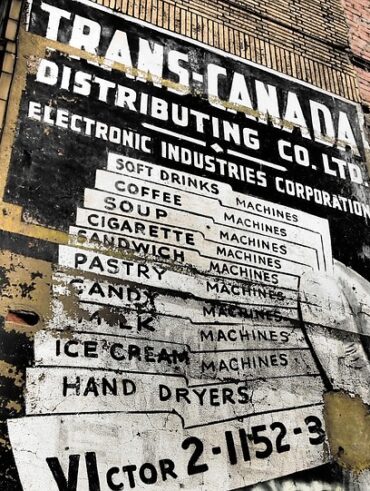 TRANS-CANADA
DISTRIBUTING CO. LTD.
ELECTRONIC INDUSTRIES CORPORATION
SOFT DRINKS MACHINES
COFFEE MACHINES
SOUP MACHINES
CIGARETTE MACHINES
SANDWICH MACHINES
PASTRY MACHINES
CANDY MACHINES
MILK MACHINES
ICE CREAM MACHINES
HAND DRYERS
VICTOR 2-1152-3